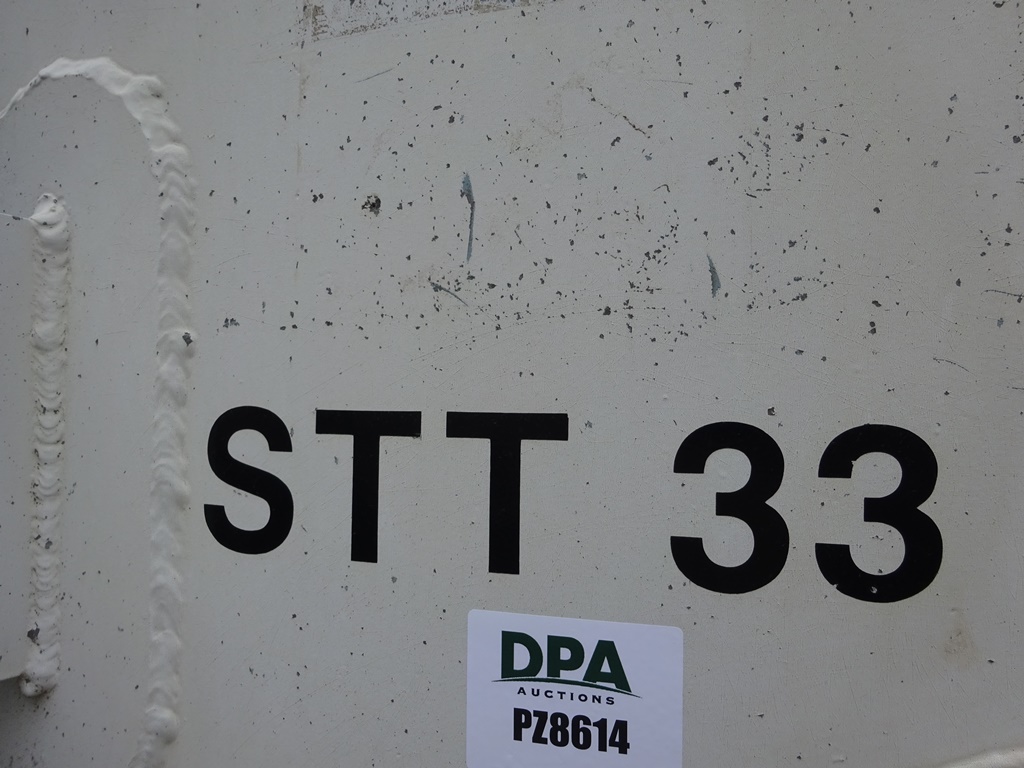 STT 33
DPA
AUCTIONS
PZ8614